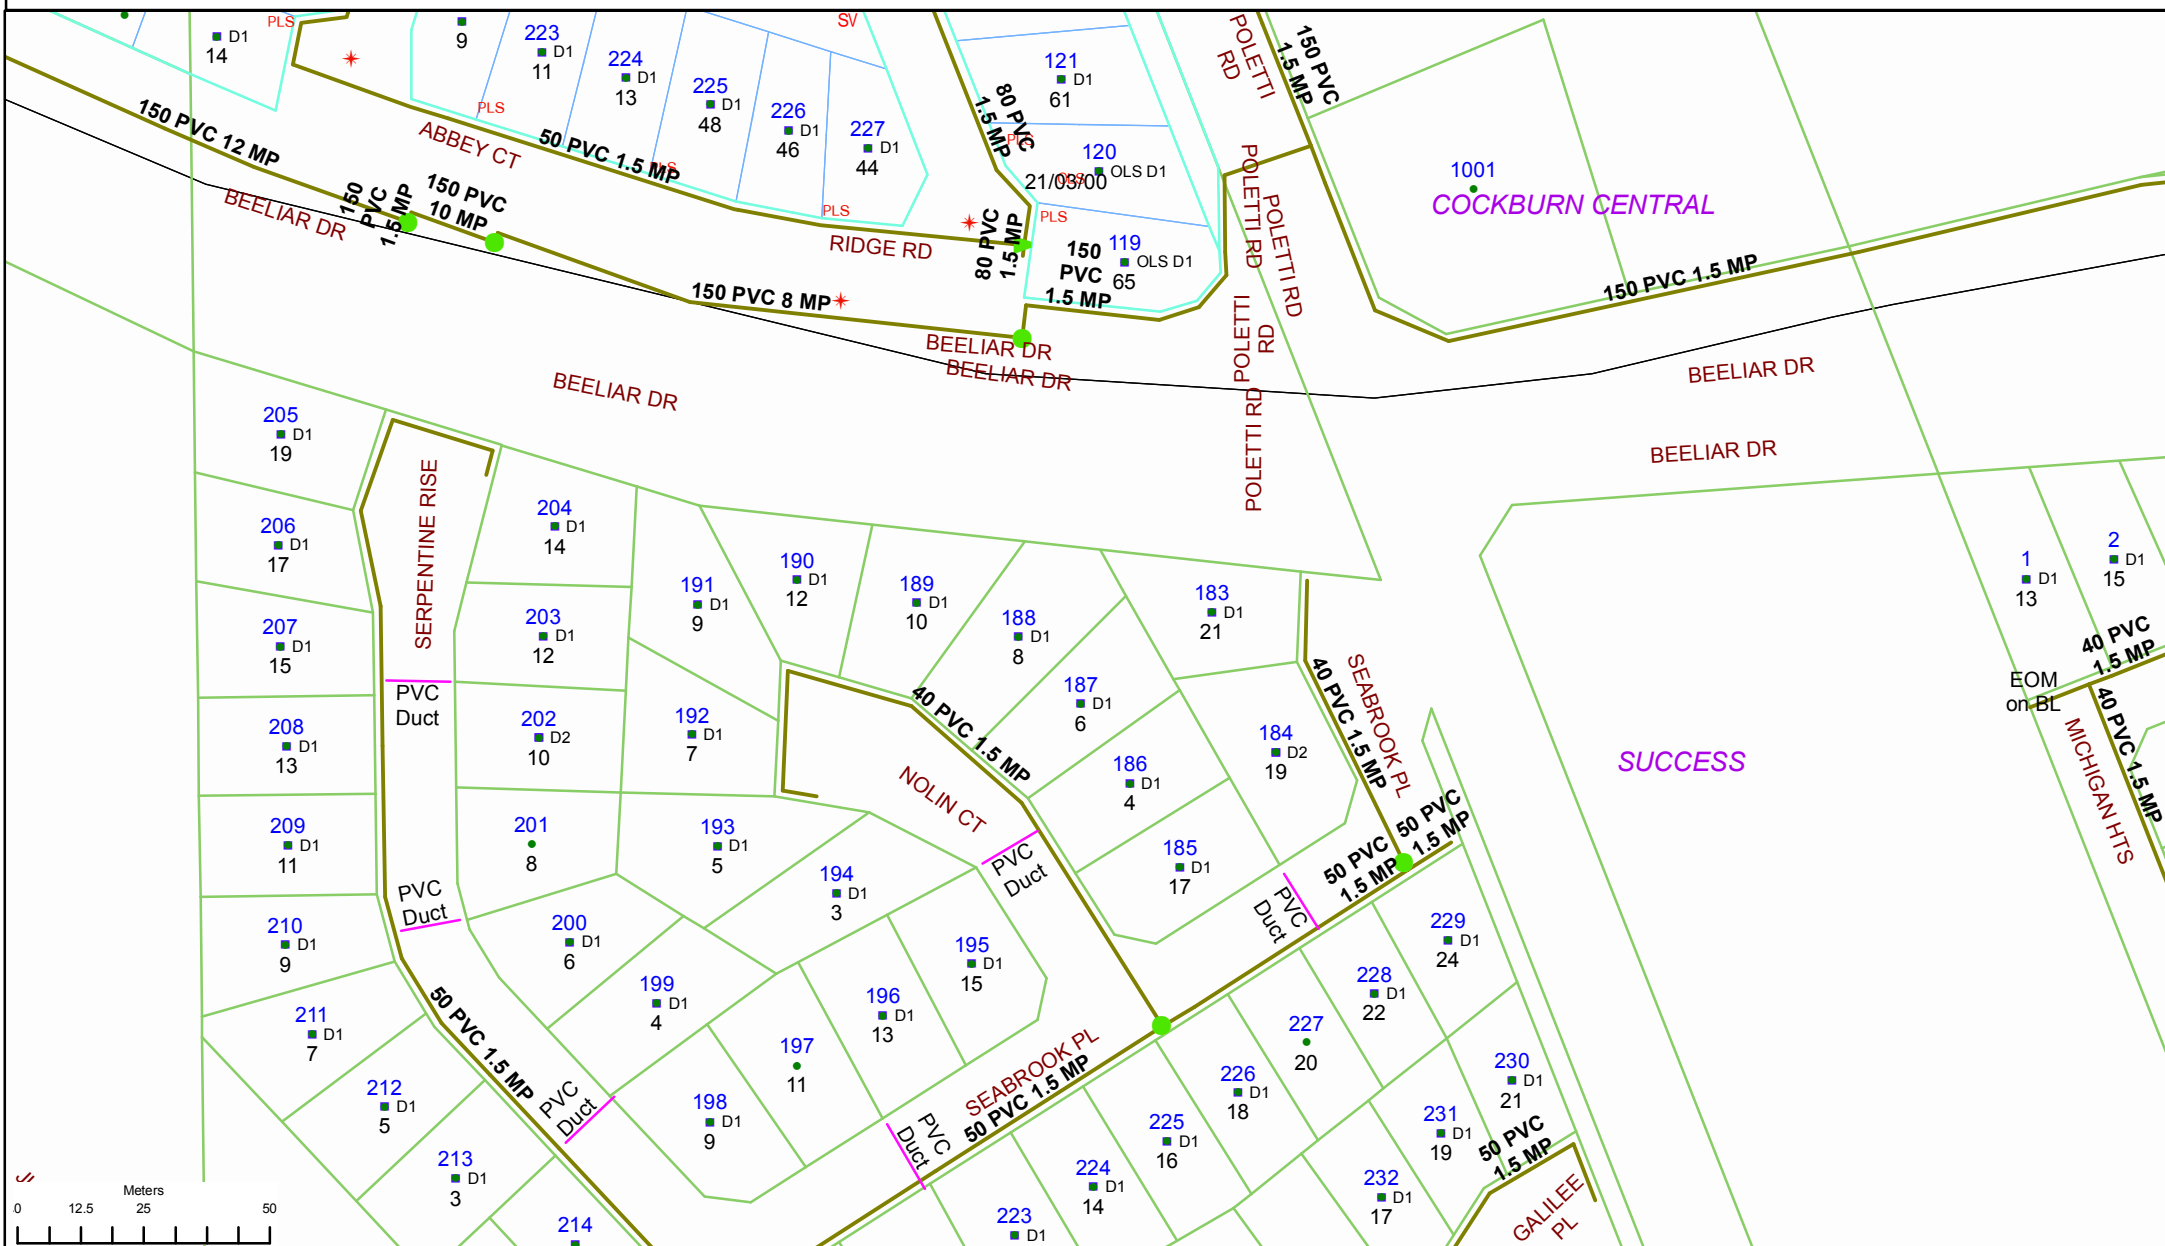 PLS
D1
14
9
223
D1
11
224
D1
13
225
D1
48
226
D1
46
227
D1
44
SV
PLS
PLS
PLS
ABBEY CT
50 PVC 1.5 MP
150 PVC 12 MP
BEELIAR DR
150
PVC
1.5 MP
150 PVC
10 MP
RIDGE RD
150 PVC 8 MP
80 PVC
1.5 MP
80 PVC
1.5 MP
121
D1
61
PLS
120
OLS D1
OLS
21/03/00
PLS
119
OLS D1
65
150
PVC
1.5 MP
POLETTI
RD
150 PVC
1.5 MP
POLETTI RD
POLETTI RD
POLETTI
RD
POLETTI RD
POLETTI RD
1001
COCKBURN CENTRAL
150 PVC 1.5 MP
BEELIAR DR
BEELIAR DR
BEELIAR DR
BEELIAR DR
BEELIAR DR
205
D1
19
206
D1
17
207
D1
15
208
D1
13
209
D1
11
210
D1
9
211
D1
7
212
D1
5
213
D1
3
214
SERPENTINE RISE
PVC
Duct
PVC
Duct
50 PVC 1.5 MP
PVC
Duct
204
D1
14
203
D1
12
202
D2
10
201
8
200
D1
6
199
D1
4
198
D1
9
197
11
196
D1
13
195
D1
15
194
D1
3
193
D1
5
192
D1
7
191
D1
9
190
D1
12
189
D1
10
188
D1
8
187
D1
6
186
D1
4
185
D1
17
184
D2
19
183
D1
21
40 PVC 1.5 MP
NOLIN CT
PVC
Duct
SEABROOK PL
40 PVC 1.5 MP
50 PVC
1.5 MP
50 PVC
1.5 MP
PVC
Duct
SEABROOK PL
50 PVC 1.5 MP
PVC
Duct
229
D1
24
228
D1
22
227
20
226
D1
18
225
D1
16
224
D1
14
223
D1
230
D1
21
231
D1
19
232
D1
17
50 PVC
1.5 MP
GALILEE
PL
SUCCESS
1
D1
13
2
D1
15
40 PVC
1.5 MP
EOM
on BL
40 PVC 1.5 MP
MICHIGAN HTS
Meters
0 12.5 25 50